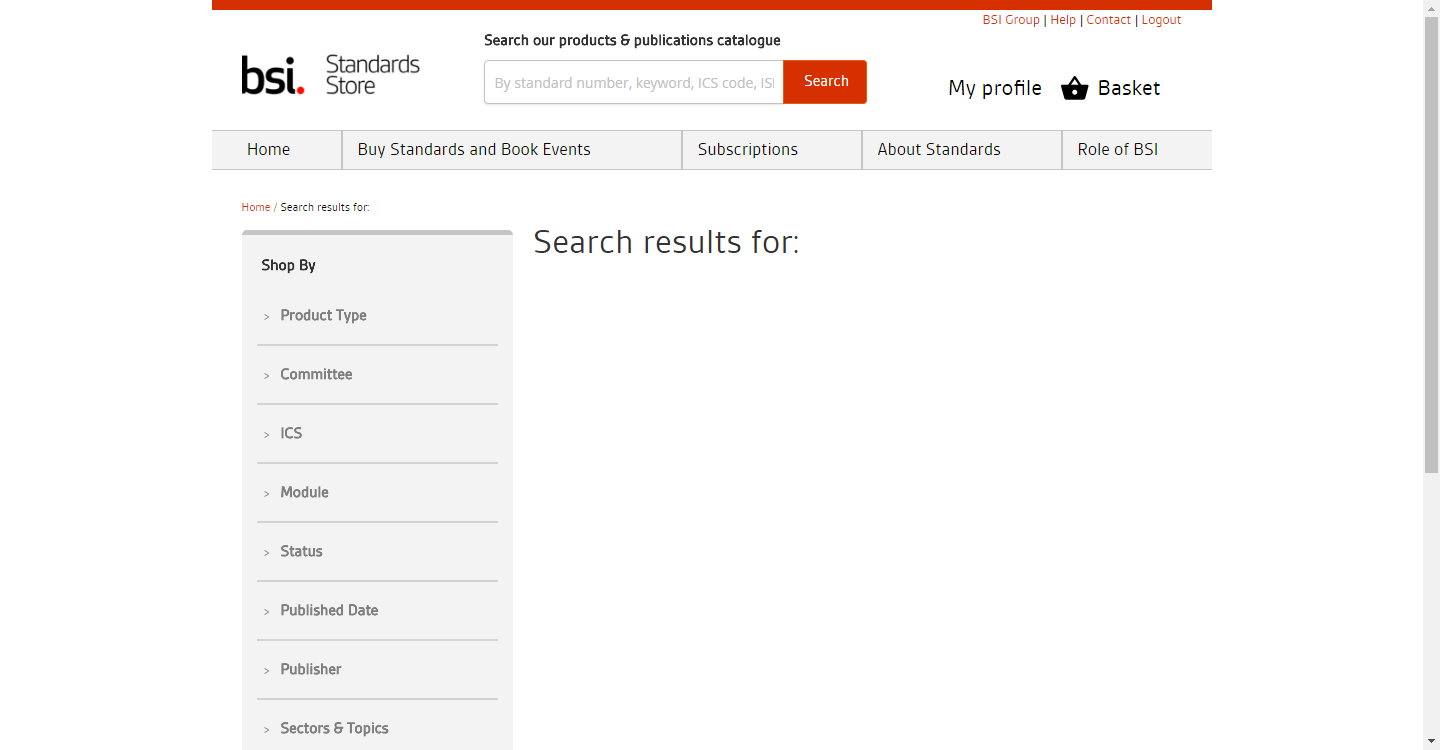 BSI Group | Help | Contact | Logout
Search our products & publications catalogue
bsi. Standards Store
By standard number, keyword, ICS code, ISI
Search
My profile
Basket
Home
Buy Standards and Book Events
Subscriptions
About Standards
Role of BSI
Home / Search results for:
Search results for:
Shop By
> Product Type
> Committee
> ICS
> Module
> Status
> Published Date
> Publisher
> Sectors & Topics